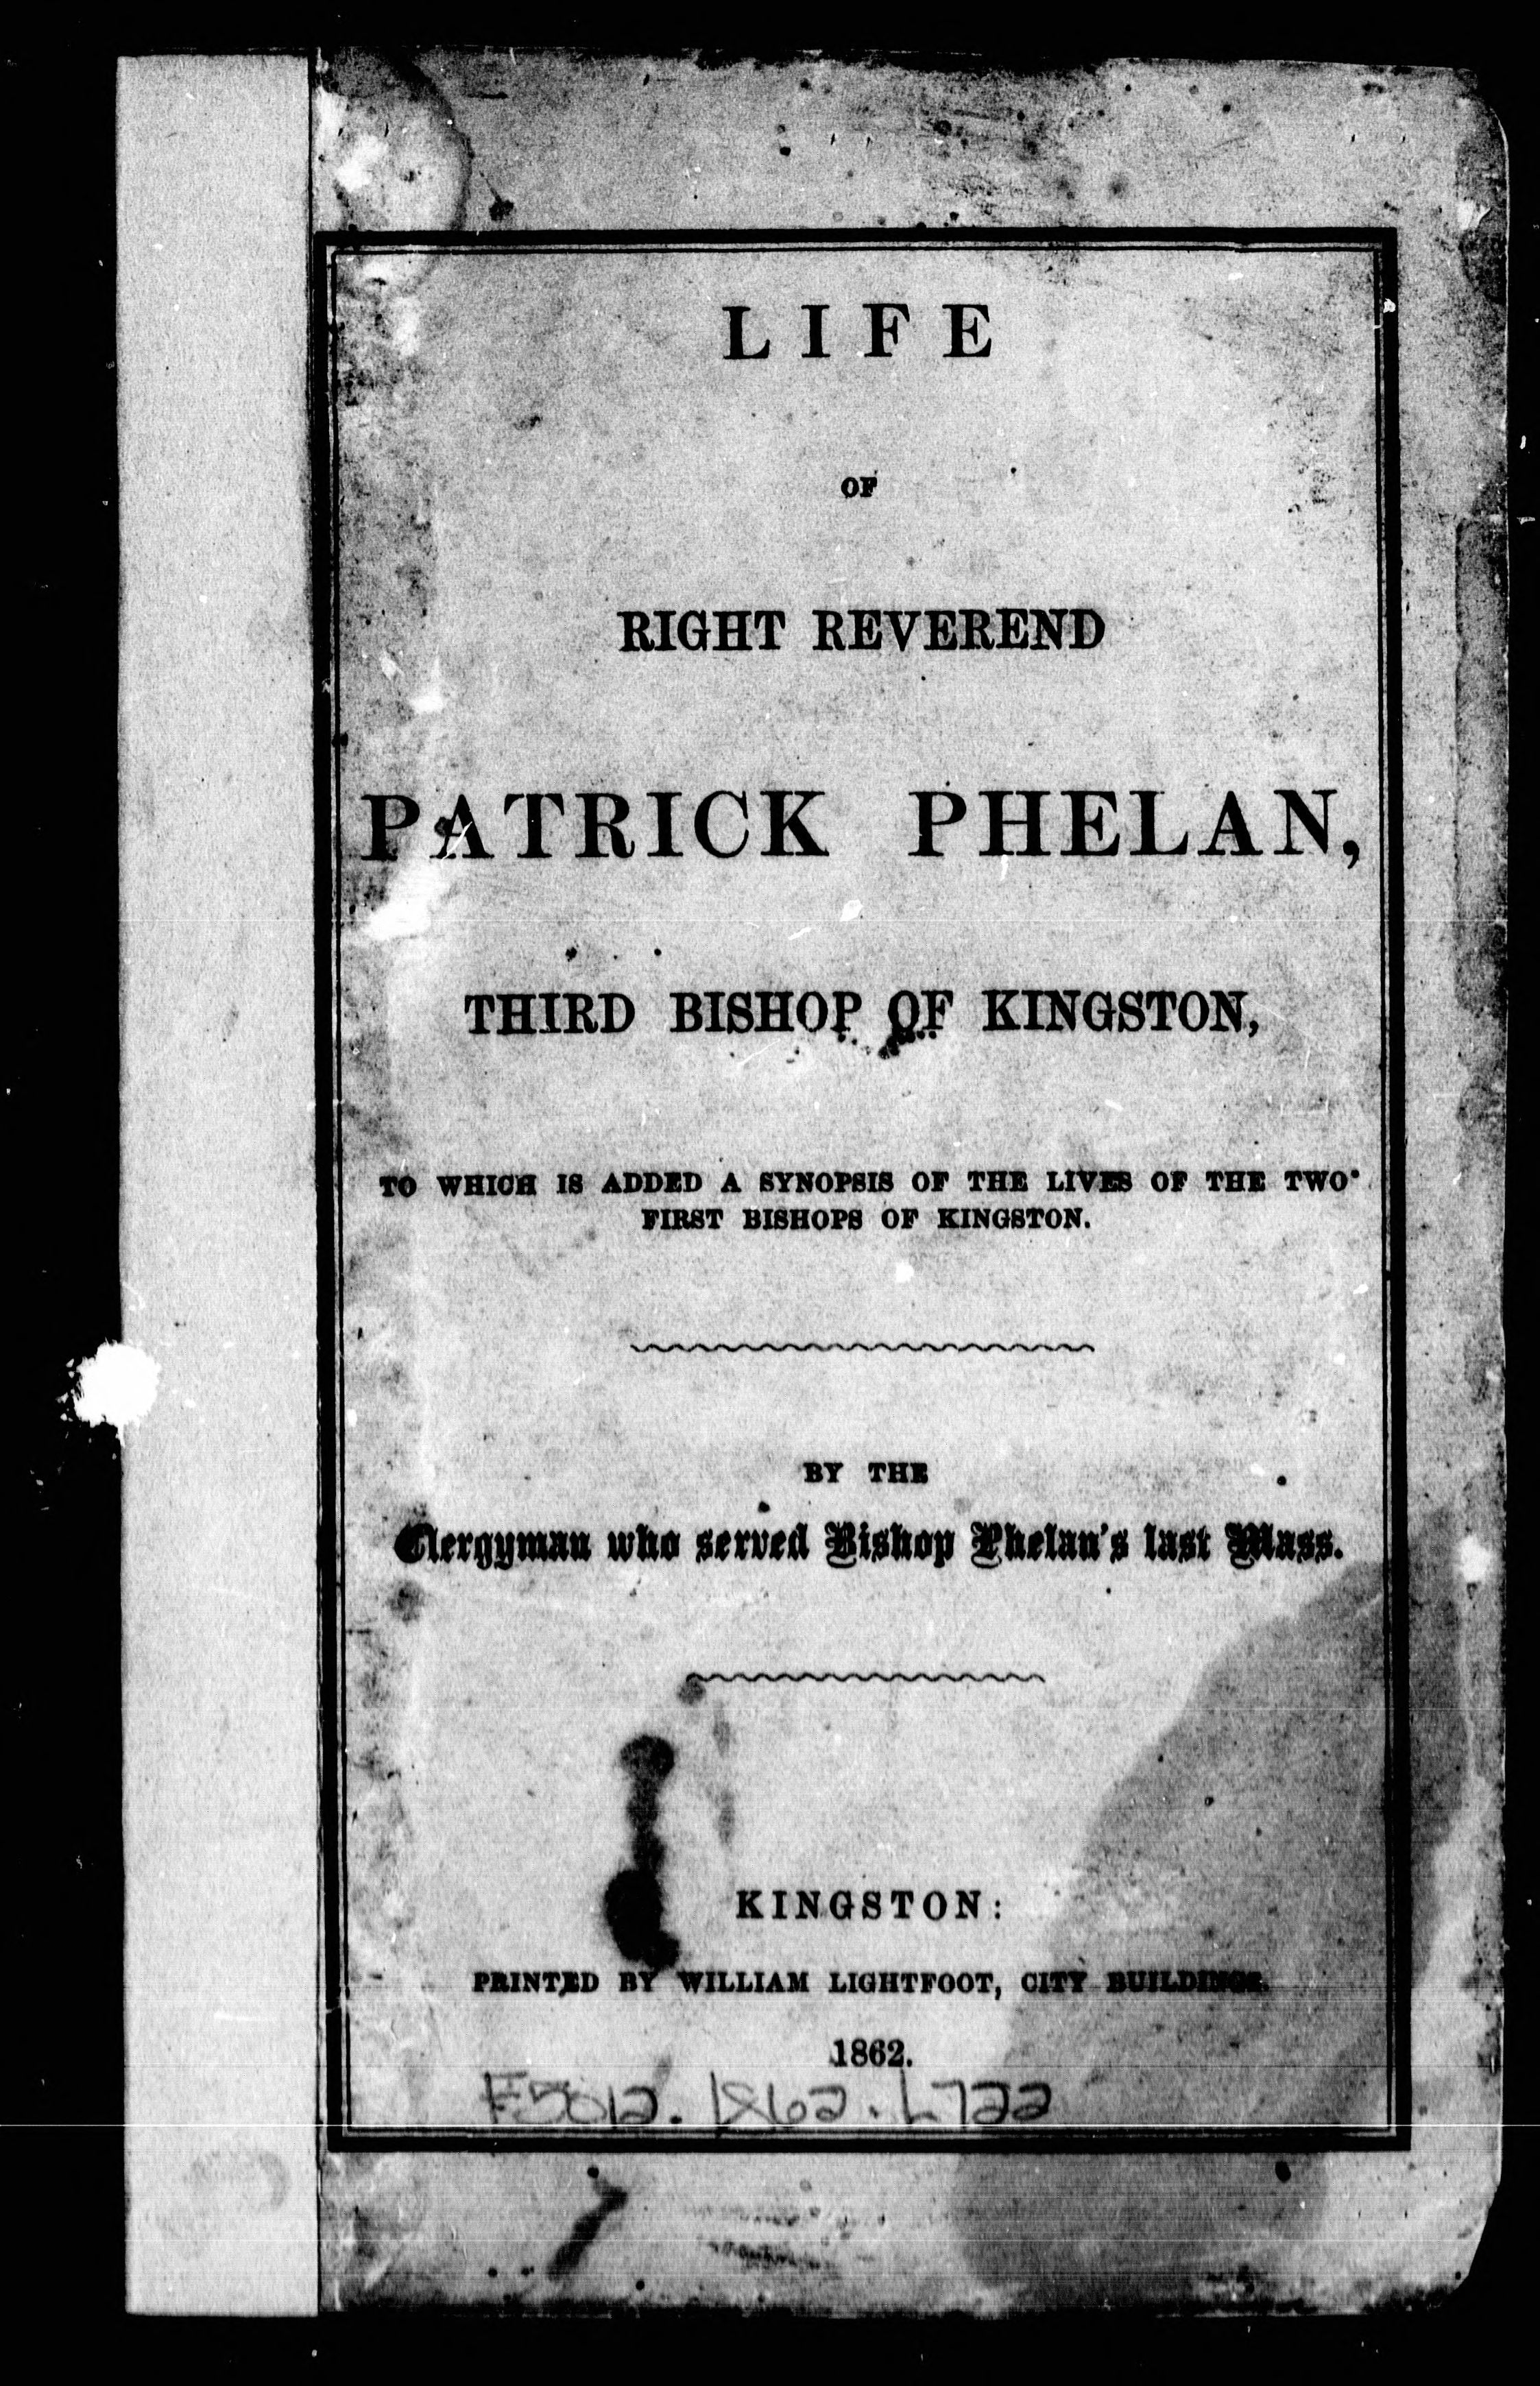 LIFE
OF
RIGHT REVEREND
PATRICK PHELAN,
THIRD BISHOP OF KINGSTON,
TO WHICH IS ADDED A SYNOPSIS OF THE LIVES OF THE TWO
FIRST BISHOPS OF KINGSTON.
BY THE
Clergyman who served Bishop Phelan's last Mass.
KINGSTON:
PRINTED BY WILLIAM LIGHTFOOT, CITY BUILDINGS.
1862.
F5012. 1862. L722